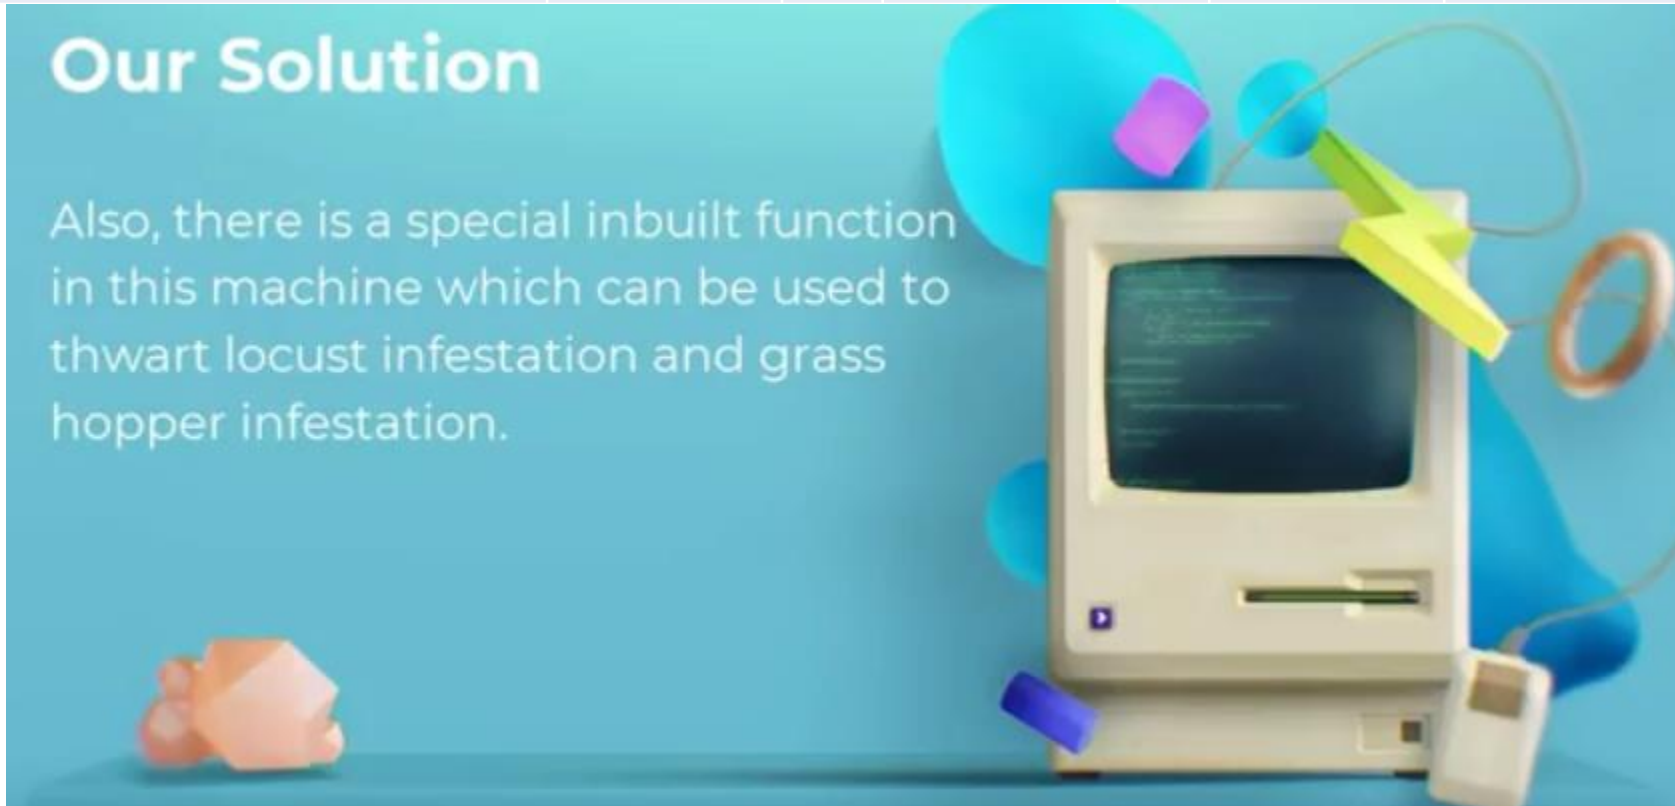 Our Solution
Also, there is a special inbuilt function
in this machine which can be used to
thwart locust infestation and grass
hopper infestation.